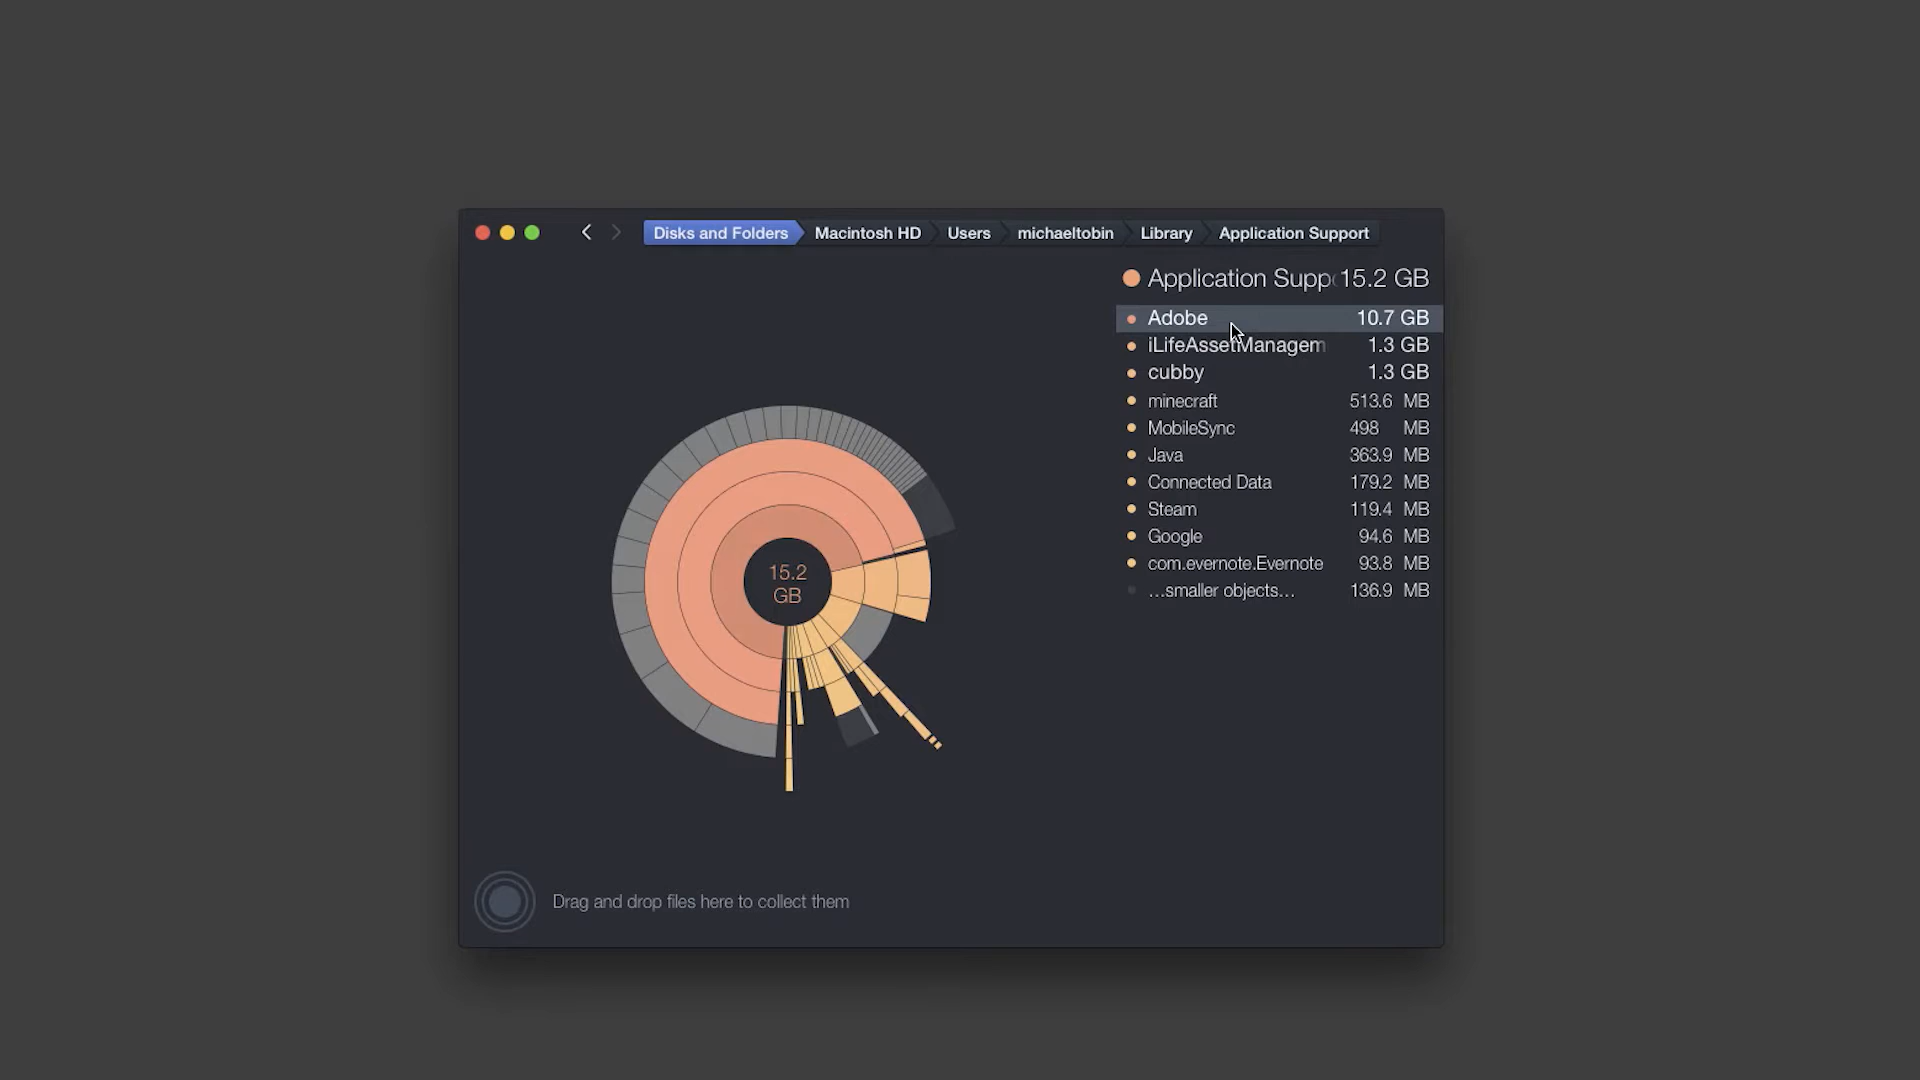 Disks and Folders Macintosh HD Users michaeltobin Library Application Support
Application Supp 15.2 GB
Adobe 10.7 GB
iLifeAssetManagem 1.3 GB
cubby 1.3 GB
minecraft 513.6 MB
MobileSync 498 MB
Java 363.9 MB
Connected Data 179.2 MB
Steam 119.4 MB
Google 94.6 MB
com.evernote.Evernote 93.8 MB
...smaller objects... 136.9 MB
15.2
GB
Drag and drop files here to collect them